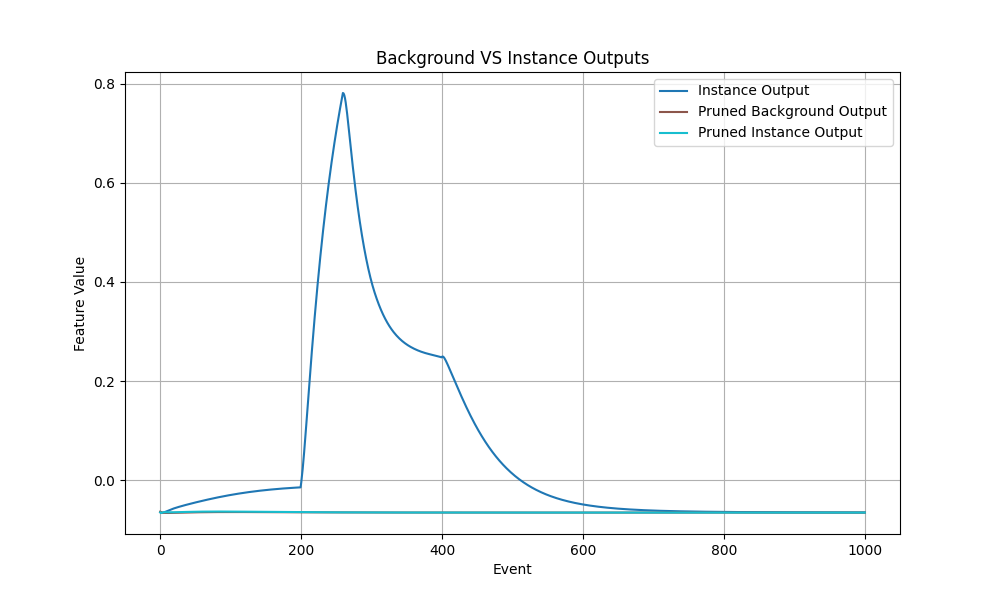 Background VS Instance Outputs
Instance Output
Pruned Background Output
Pruned Instance Output
0.8
0.6
0.4
0.2
0.0
Feature Value
0 200 400 600 800 1000
Event